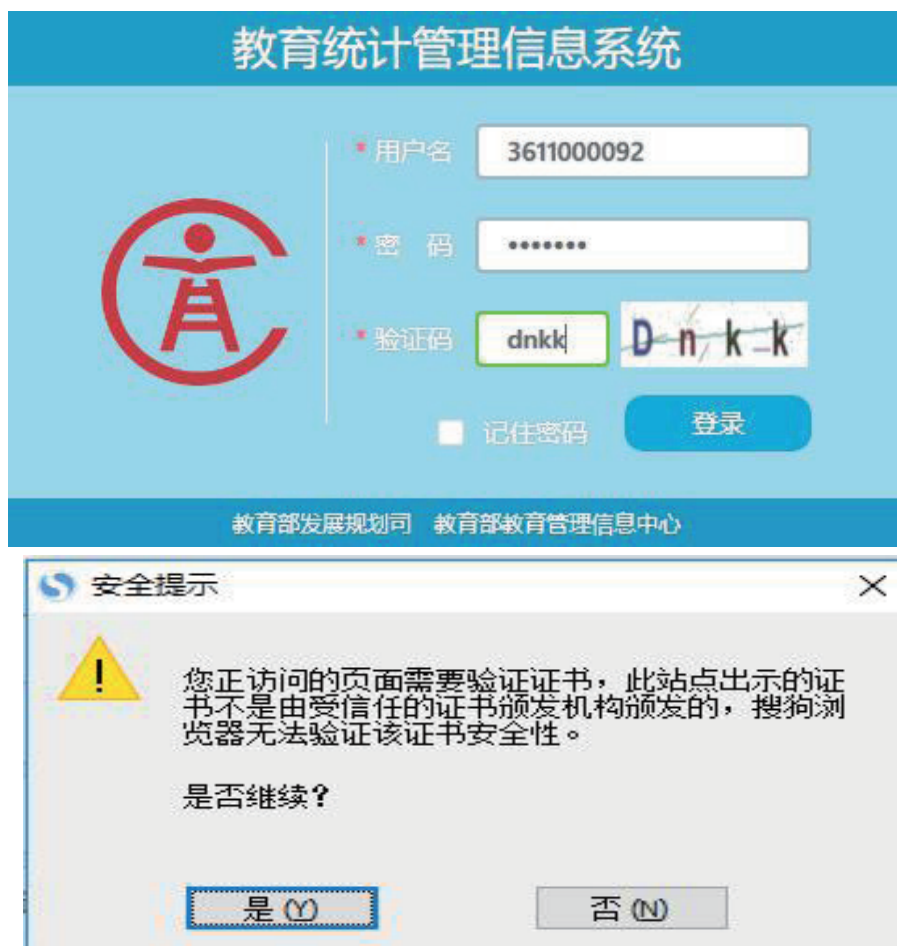 教育统计管理信息系统
* 用户名 3611000092
* 密 码 •••••••
* 验证码 dnkk D n k k
记住密码 登录
教育部发展规划司 教育部教育管理信息中心
安全提示
您正访问的页面需要验证证书，此站点出示的证
书不是由受信任的证书颁发机构颁发的，搜狗浏
览器无法验证该证书安全性。
是否继续？
是(Y) 否(N)